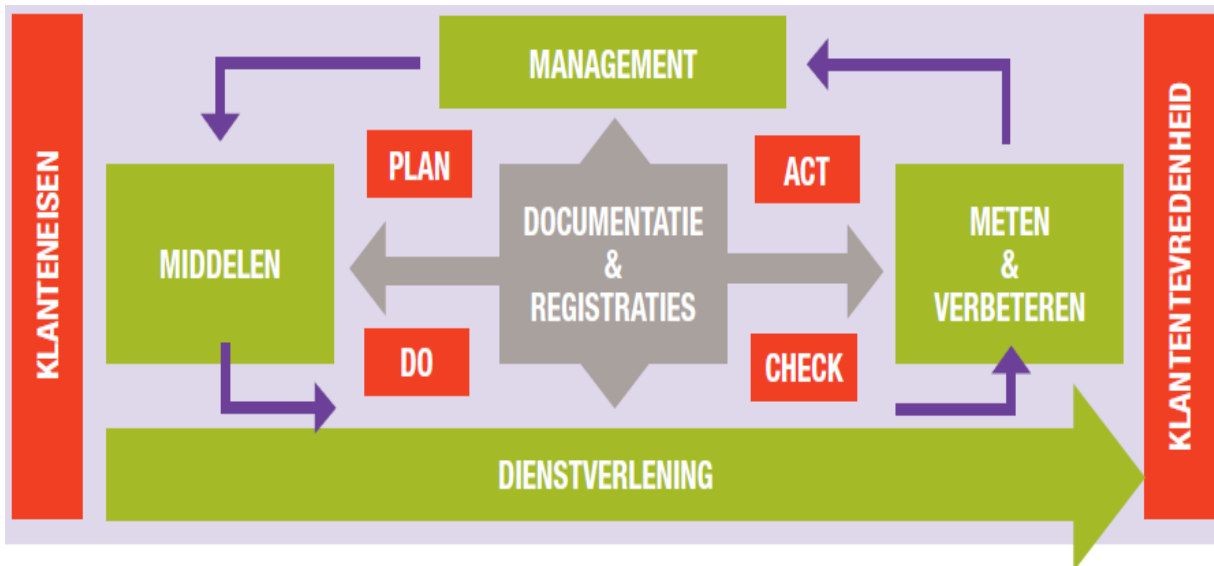 KLANTENEISEN
MANAGEMENT
PLAN
ACT
MIDDELEN
DOCUMENTATIE
&
REGISTRATIES
METEN
&
VERBETEREN
DO
CHECK
DIENSTVERLENING
KLANTENTEVREDENHEID